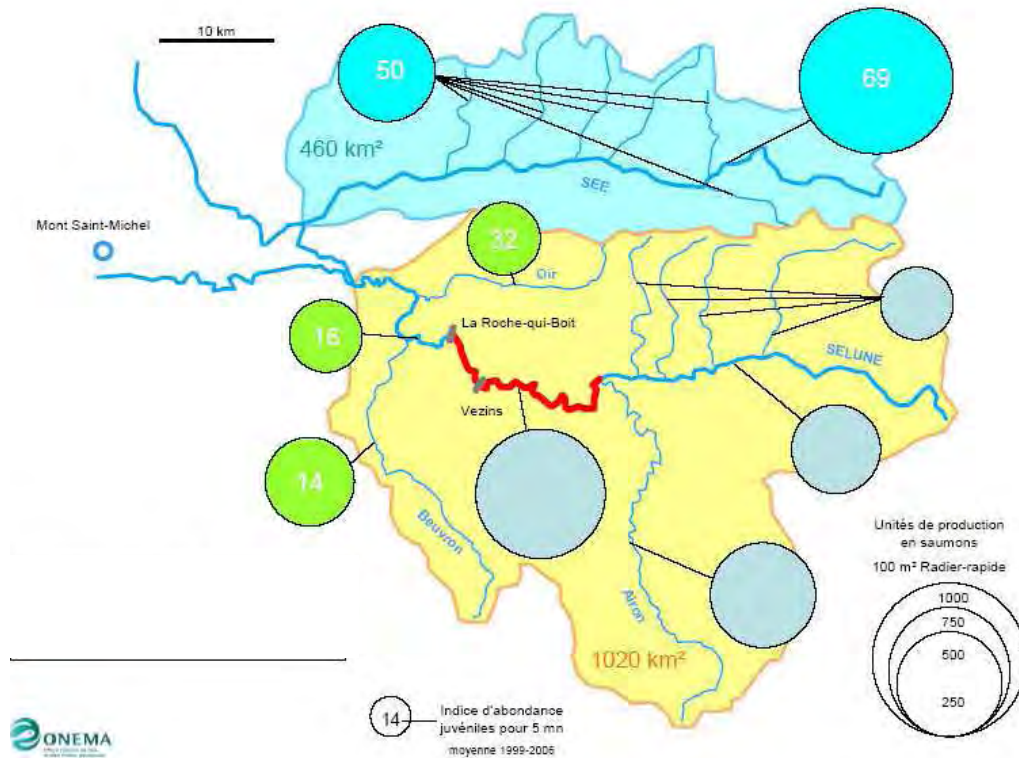 10 km
50
69
460 km²
SEE
Mont Saint-Michel
32
Oir
16
La Roche-qui-Boit
SELUNE
Vezins
14
Beuvron
Airon
1020 km²
Unités de production
en saumons
100 m² Radier-rapide
1000
750
500
250
14
Indice d'abondance
juvéniles pour 5 mn
moyenne 1999-2006
ONEMA